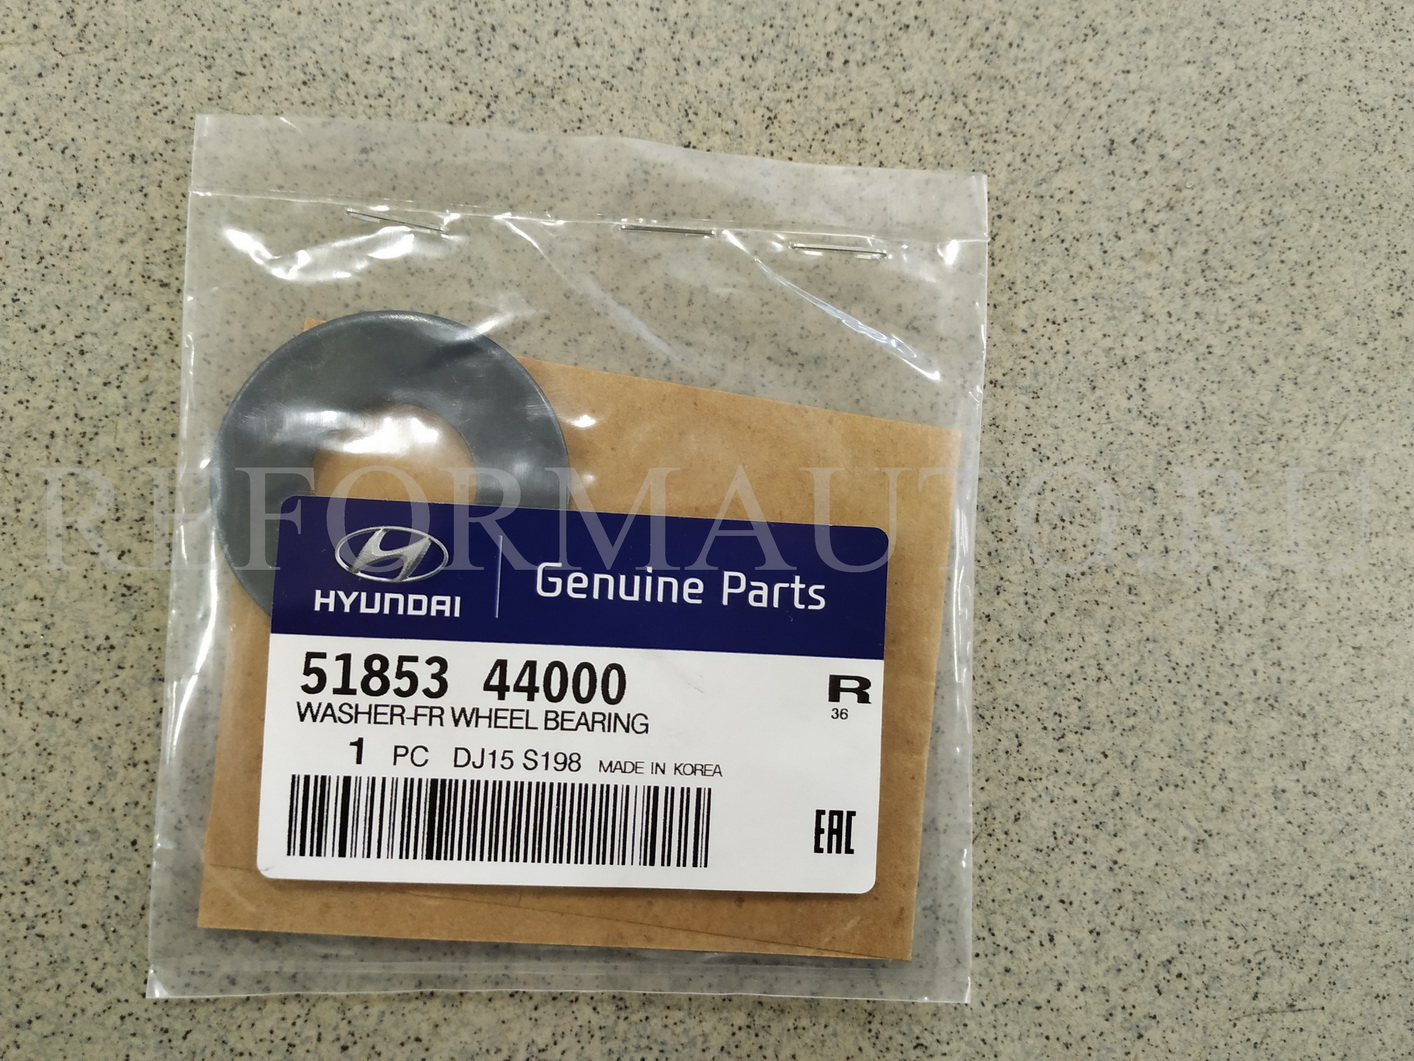 REFORMAUTO.RU
HYUNDAI
Genuine Parts
51853 44000
WASHER-FR WHEEL BEARING
R
36
1 PC DJ15 S198 MADE IN KOREA
EAC